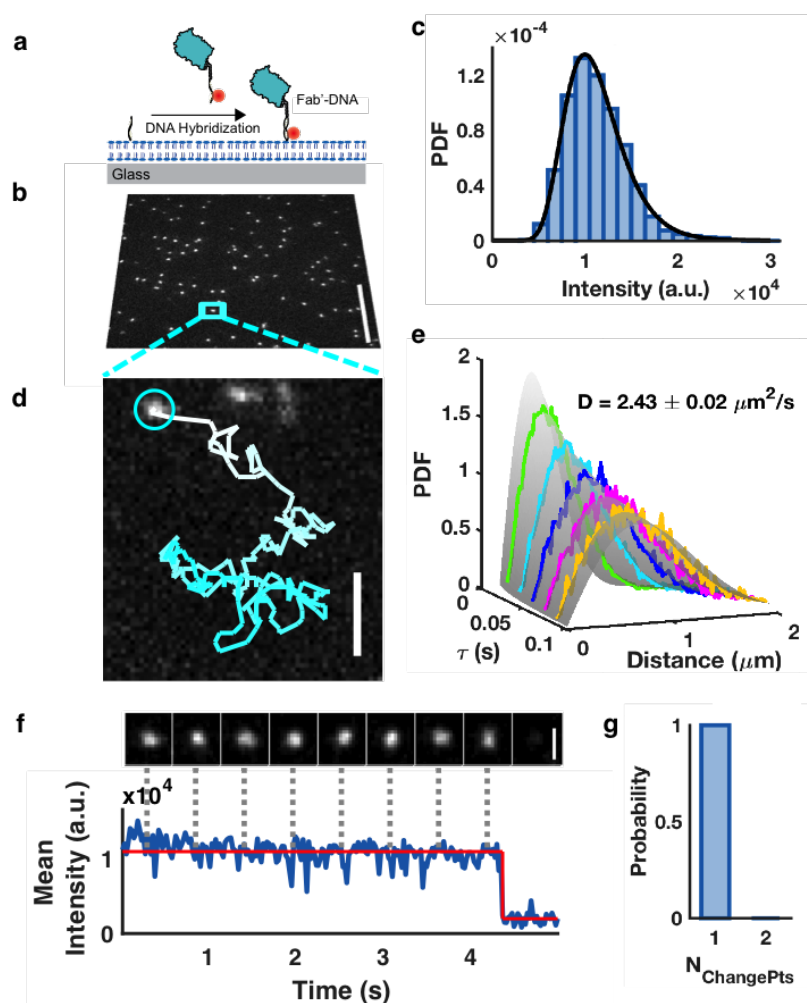 a
Fab'-DNA
DNA Hybridization
Glass
b
c
×10⁻⁴
1.2
0.8
0.4
0
PDF
0
1
2
3
Intensity (a.u.)
×10⁴
d
e
2
1.5
1
0.5
0
PDF
D = 2.43 ± 0.02 μm²/s
0
0.05
0.1
τ (s)
0
1
2
Distance (μm)
f
x10⁴
1
0
Mean
Intensity (a.u.)
1
2
3
4
Time (s)
g
1
0.5
0
Probability
1
2
N_ChangePts